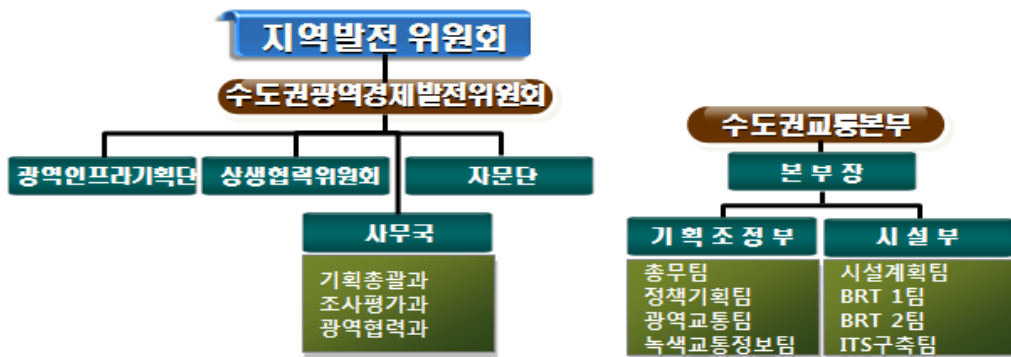 지역발전 위원회
수도권광역경제발전위원회
광역인프라기획단
상생협력위원회
자문단
사무국
기획총괄과
조사평가과
광역협력과
수도권교통본부
본 부 장
기 획 조 정 부
총무팀
정책기획팀
광역교통팀
녹색교통정보팀
시 설 부
시설계획팀
BRT 1팀
BRT 2팀
ITS구축팀